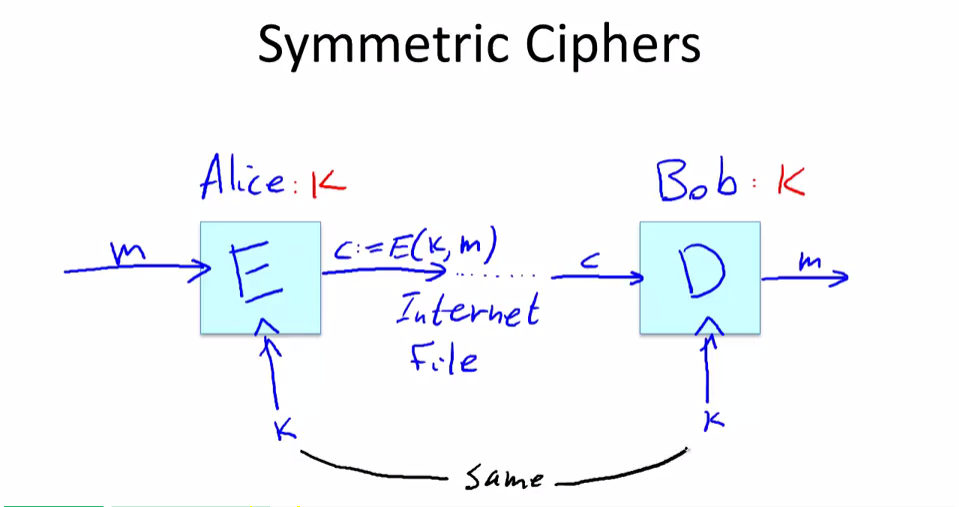 Symmetric Ciphers
Alice: K
Bob: K
m
E
c:=E(K,m)
........
c
D
m
Internet
File
K
K
same